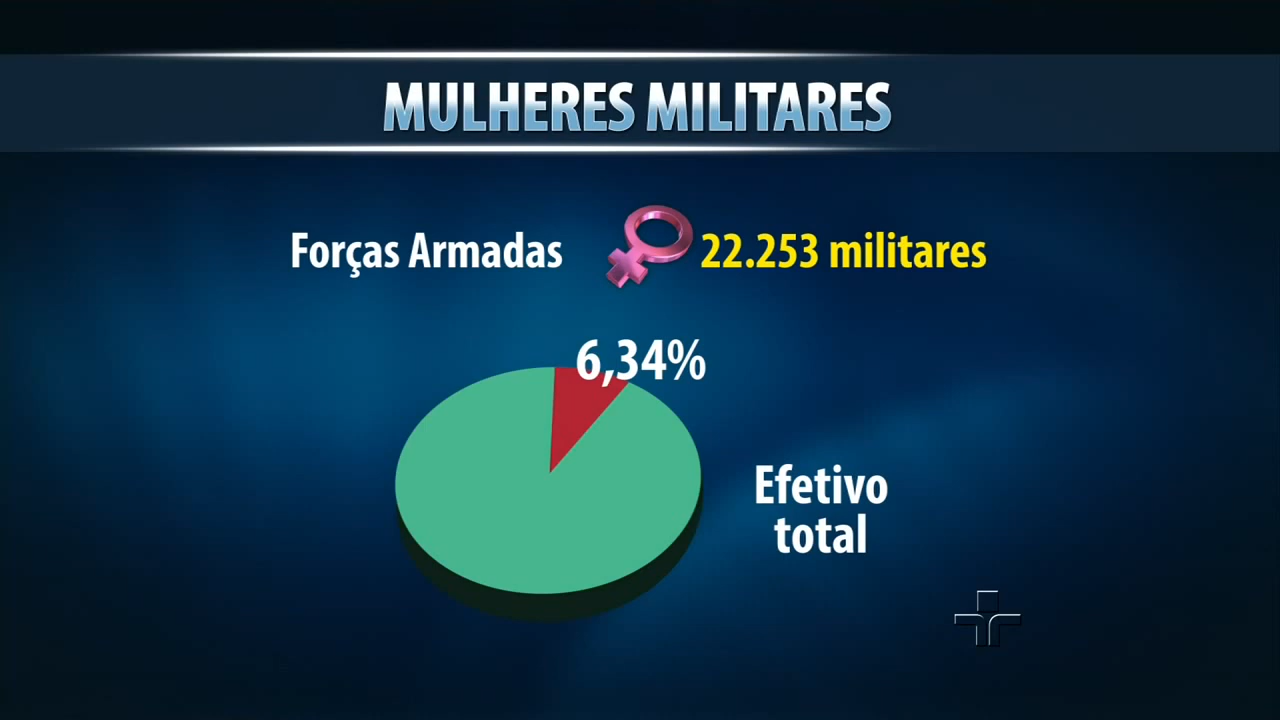 MULHERES MILITARES
Forças Armadas 22.253 militares
6,34%
Efetivo
total